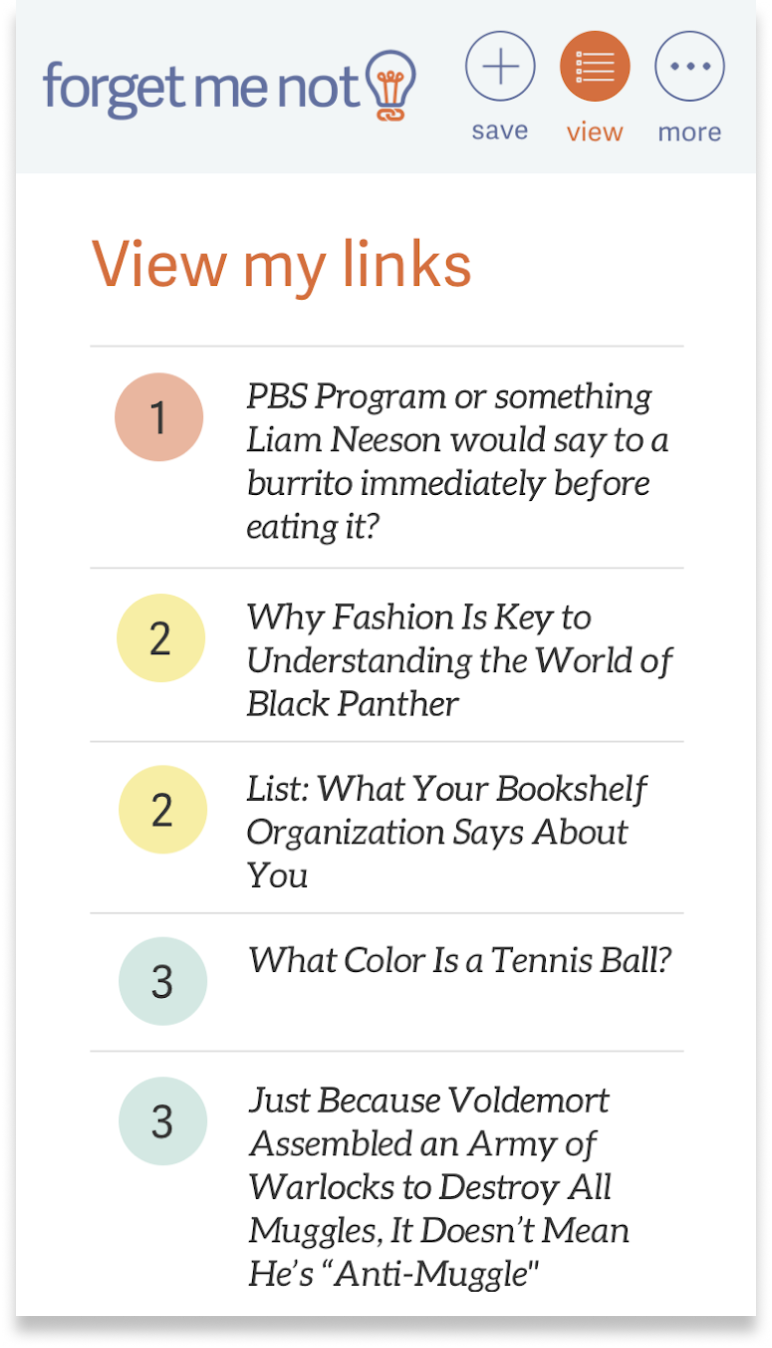 forget me not
save view more
View my links
1
PBS Program or something
Liam Neeson would say to a
burrito immediately before
eating it?
2
Why Fashion Is Key to
Understanding the World of
Black Panther
2
List: What Your Bookshelf
Organization Says About
You
3
What Color Is a Tennis Ball?
3
Just Because Voldemort
Assembled an Army of
Warlocks to Destroy All
Muggles, It Doesn’t Mean
He’s “Anti-Muggle"